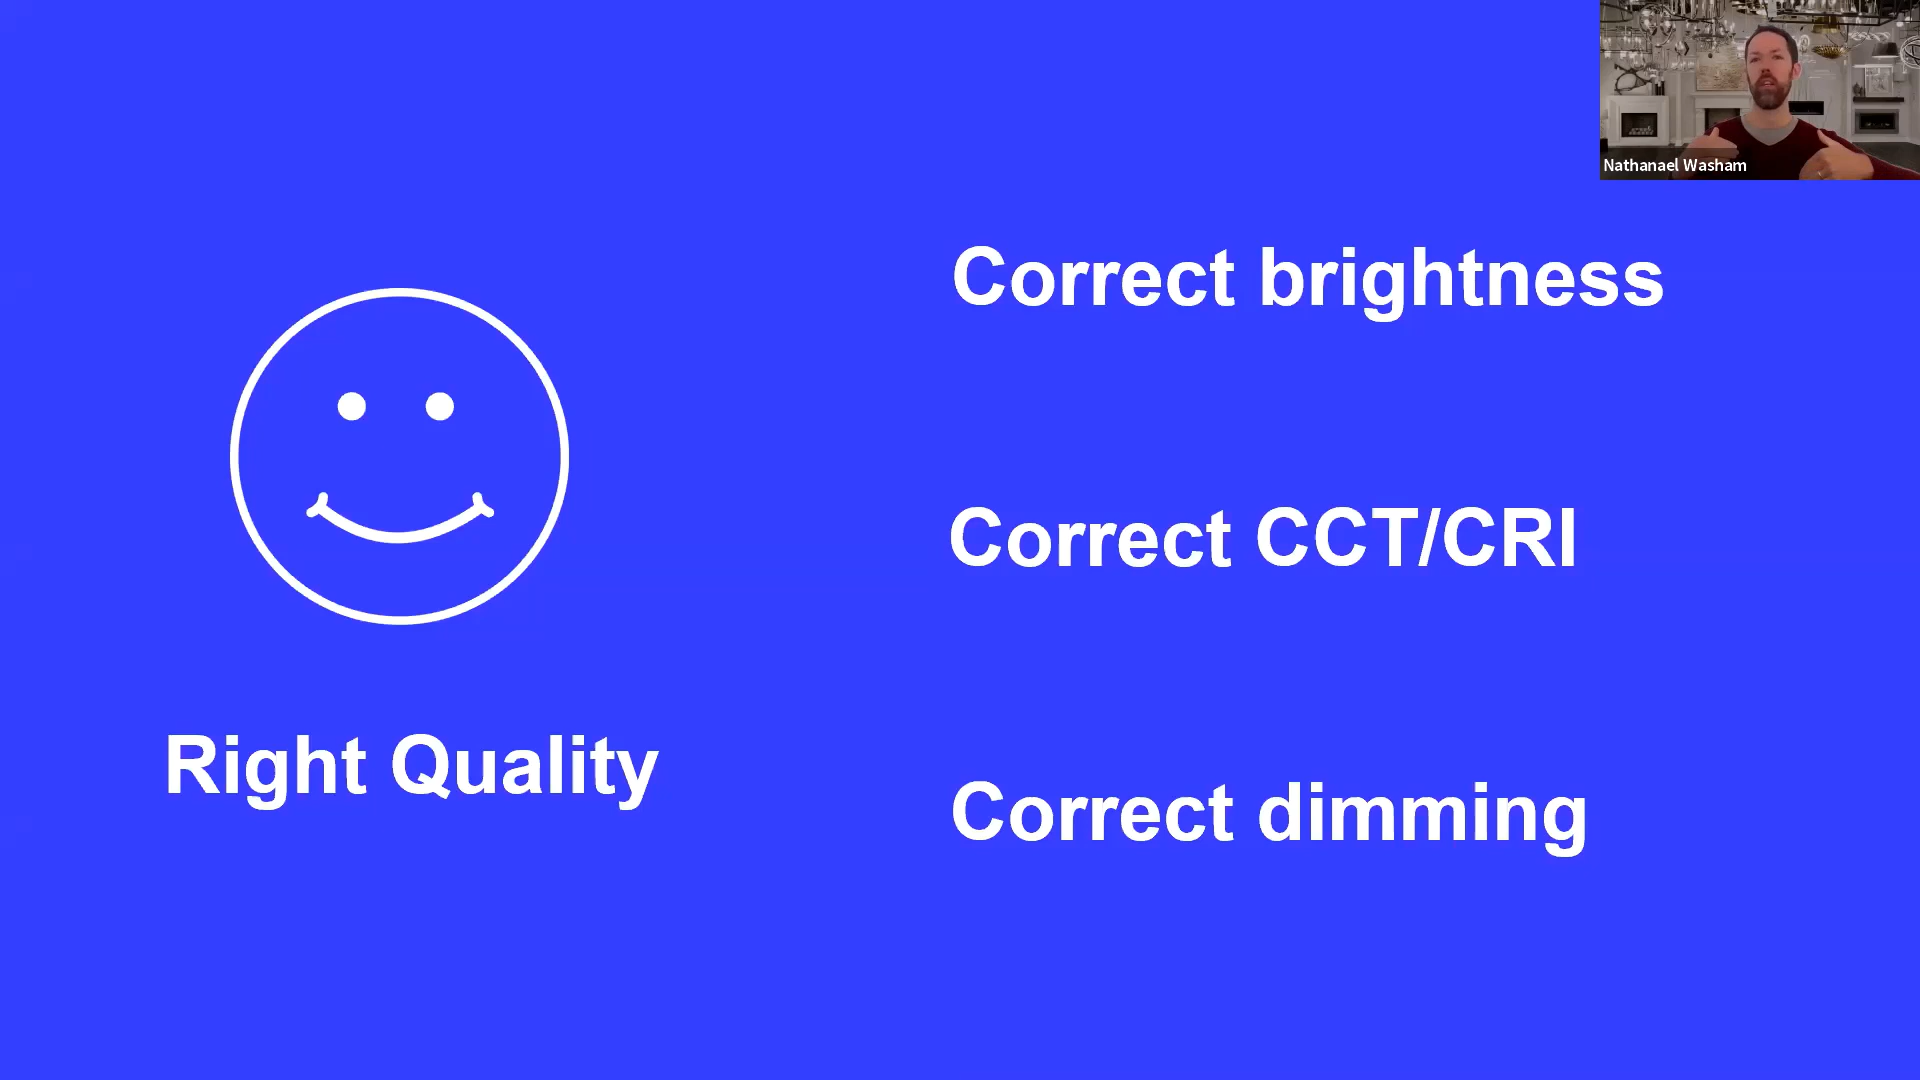 Nathanael Washam
Correct brightness
Correct CCT/CRI
Right Quality
Correct dimming